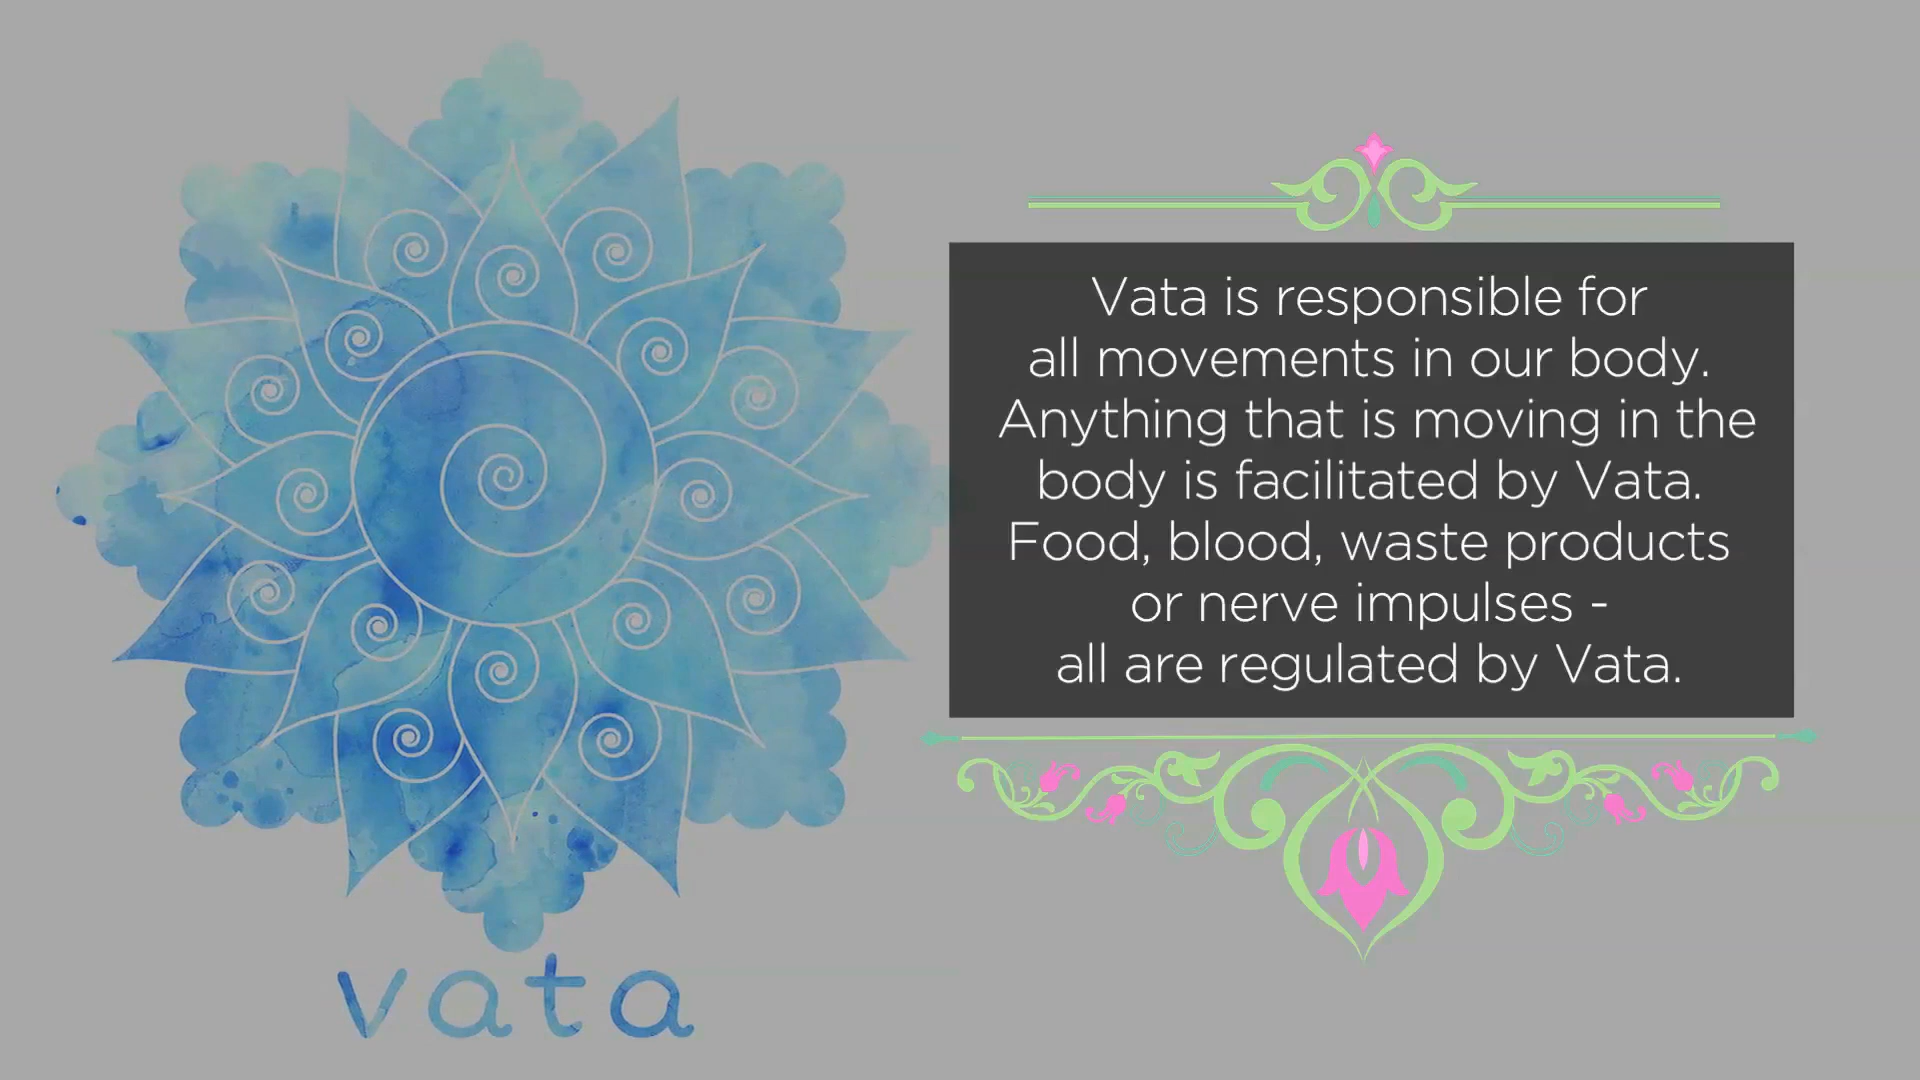 Vata is responsible for
all movements in our body.
Anything that is moving in the
body is facilitated by Vata.
Food, blood, waste products
or nerve impulses -
all are regulated by Vata.
vata